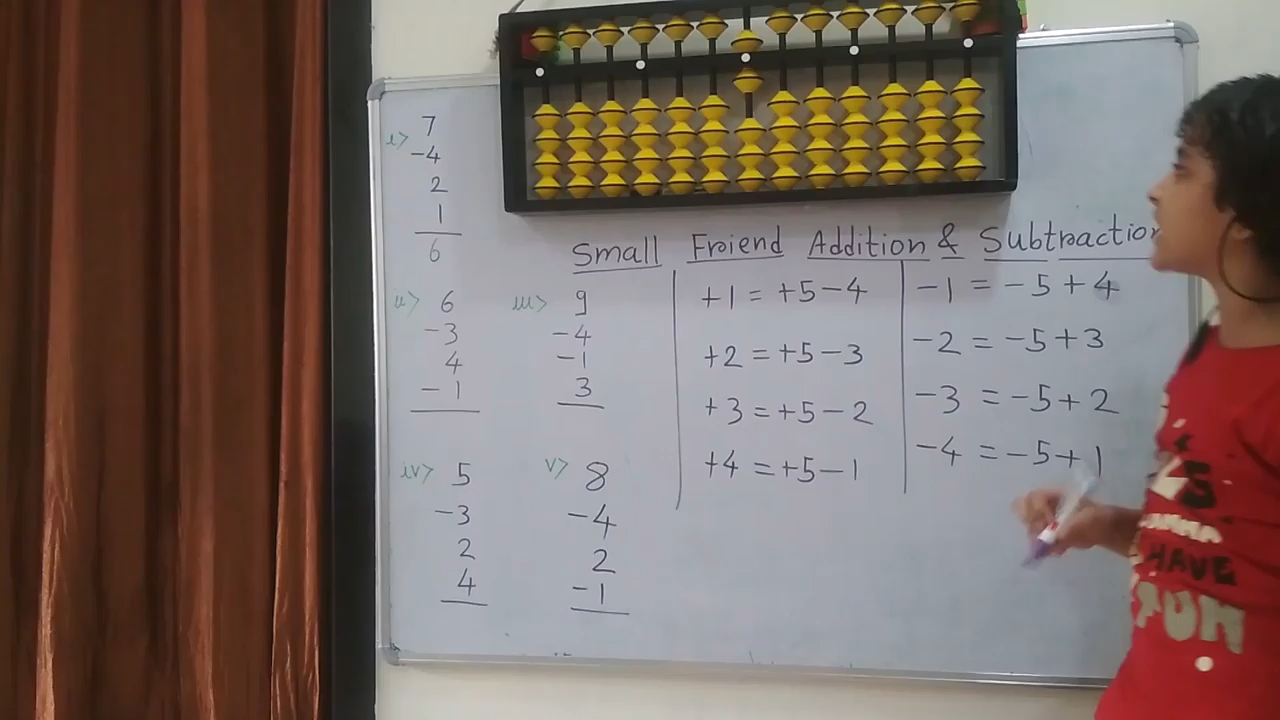 i> 7
-4
2
1
6
Small Friend Addition & Subtraction
ii> 6
-3
4
-1
iii> 9
-4
-1
3
+1 = +5-4
+2 = +5-3
+3 = +5-2
+4 = +5-1
-1 = -5+4
-2 = -5+3
-3 = -5+2
-4 = -5+1
iv> 5
-3
2
4
v> 8
-4
2
-1
HAVE
FUN